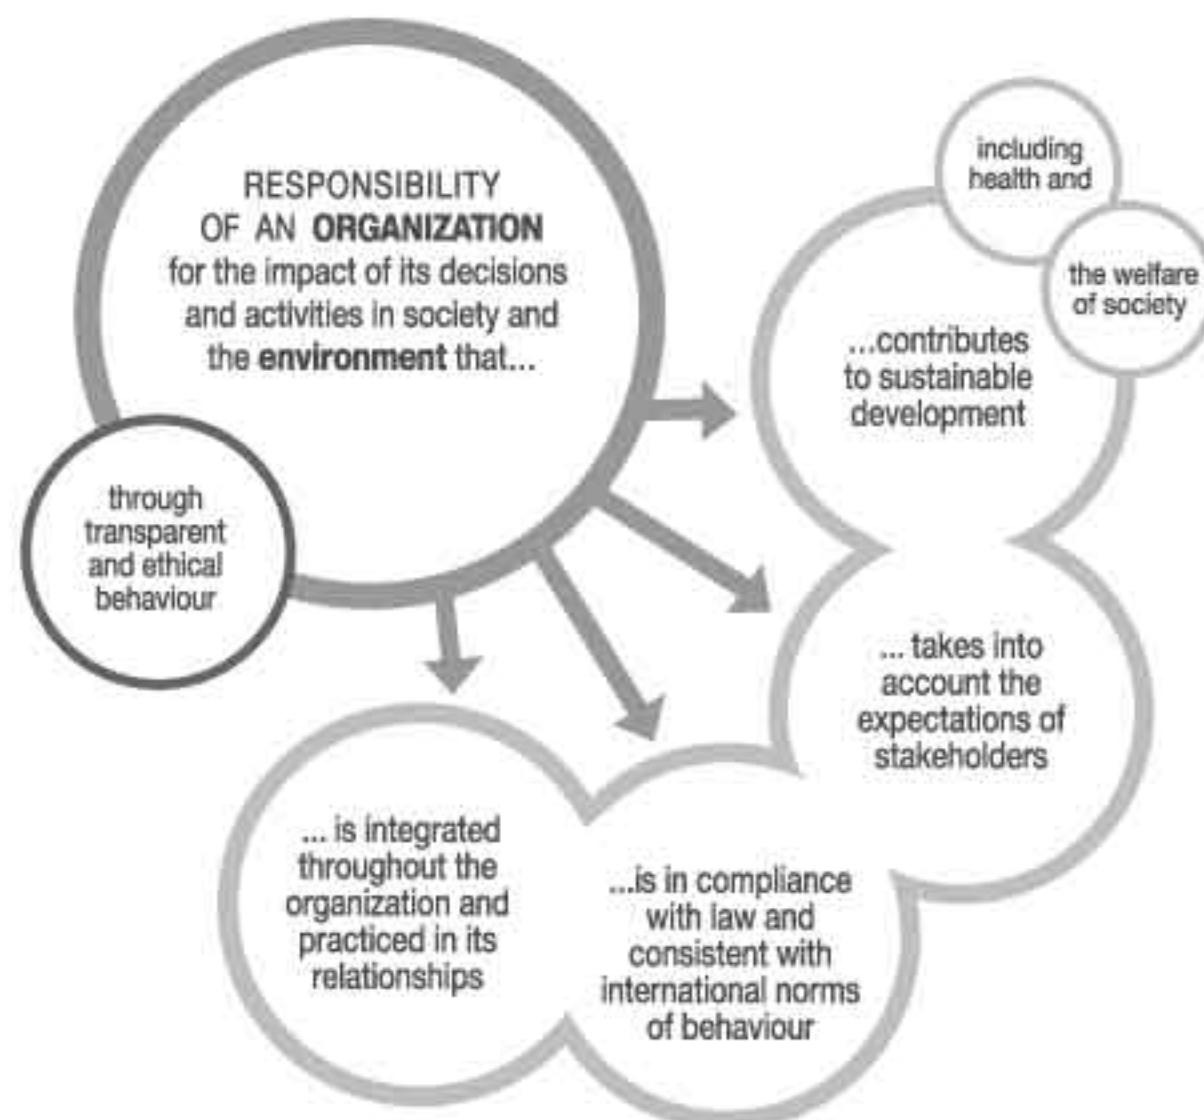 RESPONSIBILITY
OF AN ORGANIZATION
for the impact of its decisions
and activities in society and
the environment that...
through
transparent
and ethical
behaviour
including
health and
the welfare
of society
...contributes
to sustainable
development
... takes into
account the
expectations of
stakeholders
...is in compliance
with law and
consistent with
international norms
of behaviour
... is integrated
throughout the
organization and
practiced in its
relationships